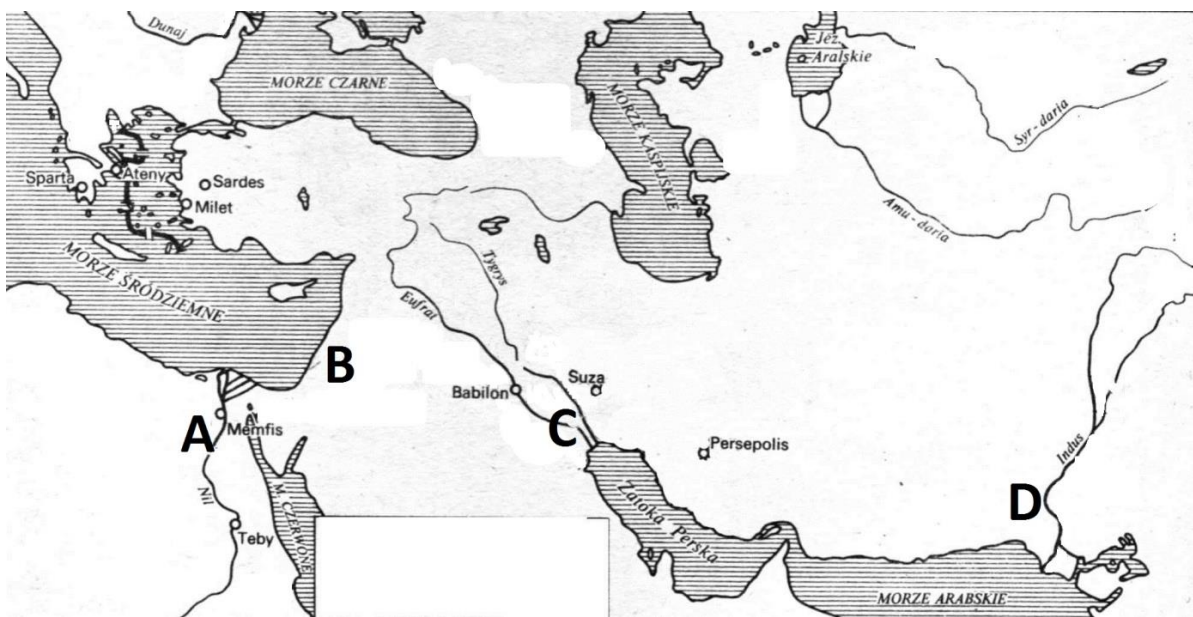 Dunaj
MORZE CZARNE
MORZE KASPIJSKIE
Jez.
Aralskie
Syr-daria
Amu-daria
Sparta
Ateny
Sardes
Milet
MORZE ŚRÓDZIEMNE
Tygrys
Eufrat
B
Babilon
Suza
A
Memfis
C
Persepolis
Indus
Nil
M. CZERWONE
Zatoka Perska
D
Teby
MORZE ARABSKIE